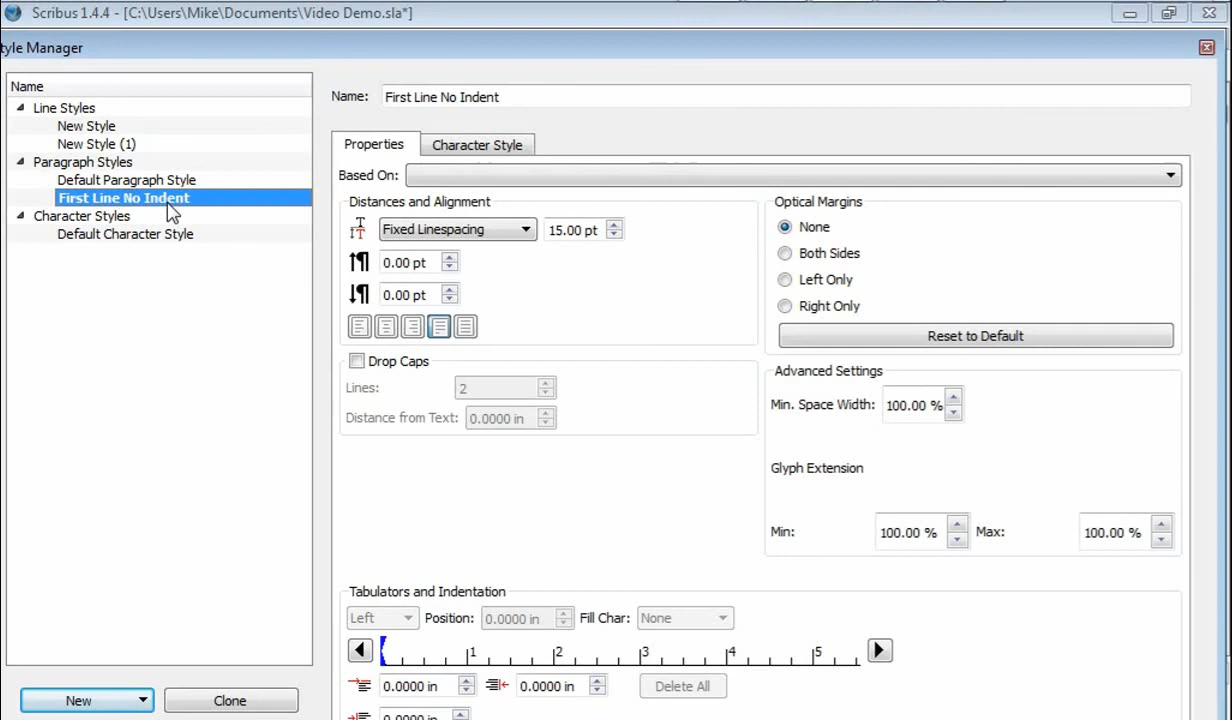 Scribus 1.4.4 - [C:\Users\Mike\Documents\Video Demo.sla*]
tyle Manager
Name
Line Styles
New Style
New Style (1)
Paragraph Styles
Default Paragraph Style
First Line No Indent
Character Styles
Default Character Style
New
Clone
Name: First Line No Indent
Properties Character Style
Based On:
Distances and Alignment
Fixed Linespacing 15.00 pt
0.00 pt
0.00 pt
Drop Caps
Lines: 2
Distance from Text: 0.0000 in
Optical Margins
None
Both Sides
Left Only
Right Only
Reset to Default
Advanced Settings
Min. Space Width: 100.00 %
Glyph Extension
Min: 100.00 % Max: 100.00 %
Tabulators and Indentation
Left Position: 0.0000 in Fill Char: None
1 2 3 4 5
0.0000 in 0.0000 in Delete All
0.0000 in